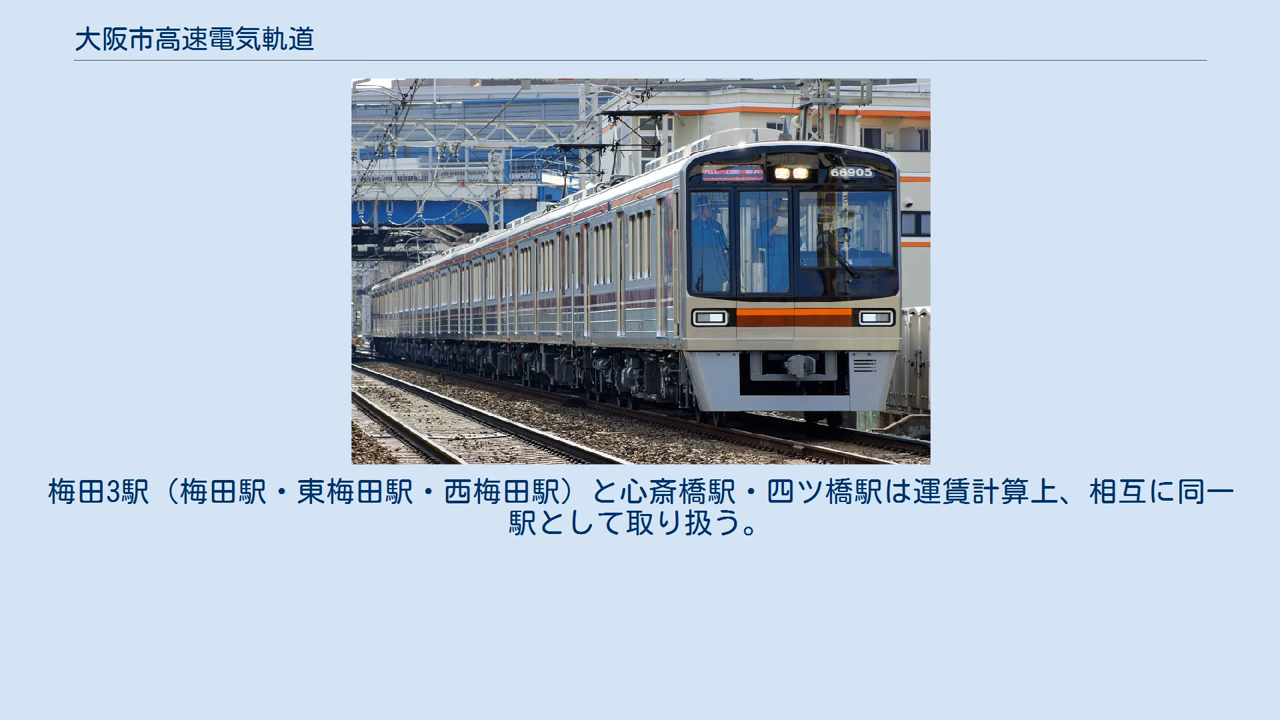 大阪市高速電気軌道
66905
梅田3駅（梅田駅・東梅田駅・西梅田駅）と心斎橋駅・四ツ橋駅は運賃計算上、相互に同一
駅として取り扱う。